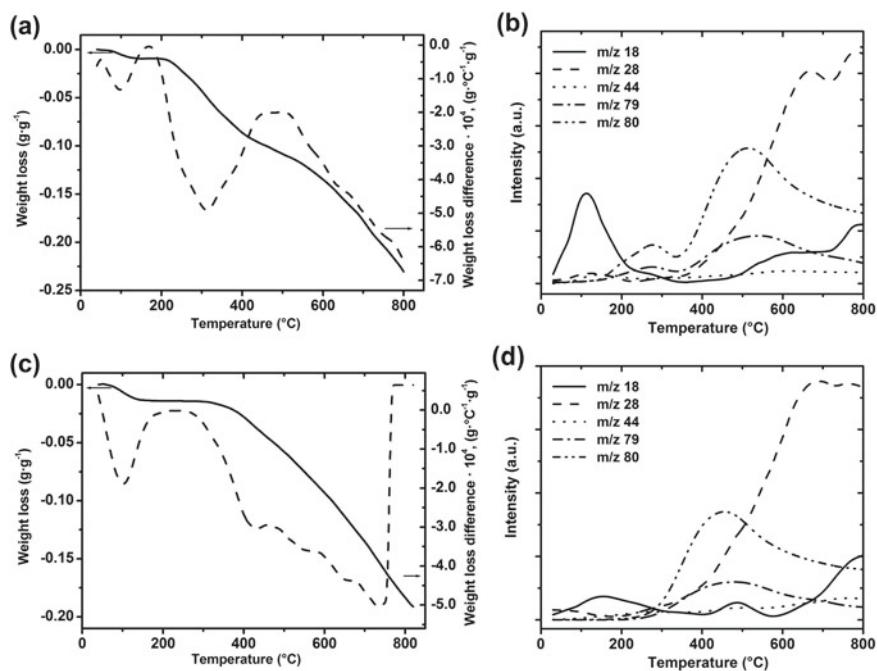 (a)
0.00
-0.05
-0.10
-0.15
-0.20
-0.25
Weight loss (g·g⁻¹)
0.0
-1.0
-2.0
-3.0
-4.0
-5.0
-6.0
-7.0
Weight loss difference · 10⁴, (g·°C⁻¹·g⁻¹)
0 200 400 600 800
Temperature (°C)
(b)
m/z 18
m/z 28
m/z 44
m/z 79
m/z 80
Intensity (a.u.)
0 200 400 600 800
Temperature (°C)
(c)
0.00
-0.05
-0.10
-0.15
-0.20
Weight loss (g·g⁻¹)
0.0
-1.0
-2.0
-3.0
-4.0
-5.0
Weight loss difference · 10⁴, (g·°C⁻¹·g⁻¹)
0 200 400 600 800
Temperature (°C)
(d)
m/z 18
m/z 28
m/z 44
m/z 79
m/z 80
Intensity (a.u.)
0 200 400 600 800
Temperature (°C)